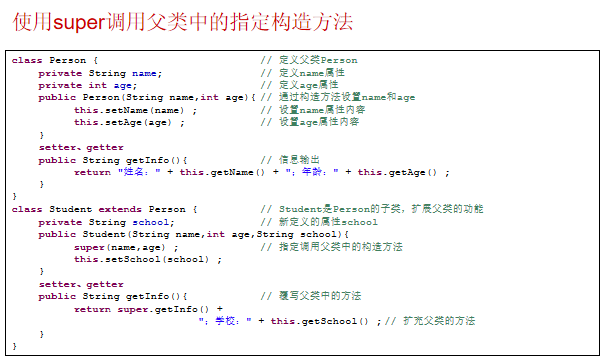 使用super调用父类中的指定构造方法
class Person { // 定义父类Person
private String name; // 定义name属性
private int age; // 定义age属性
public Person(String name,int age){ // 通过构造方法设置name和age
this.setName(name) ; // 设置name属性内容
this.setAge(age) ; // 设置age属性内容
}
setter、getter
public String getInfo(){ // 信息输出
return "姓名：" + this.getName() + "；年龄：" + this.getAge() ;
}
}
class Student extends Person { // Student是Person的子类，扩展父类的功能
private String school; // 新定义的属性school
public Student(String name,int age,String school){
super(name,age) ; // 指定调用父类中的构造方法
this.setSchool(school) ;
}
setter、getter
public String getInfo(){ // 覆写父类中的方法
return super.getInfo() +
"；学校：" + this.getSchool() ; // 扩充父类的方法
}
}